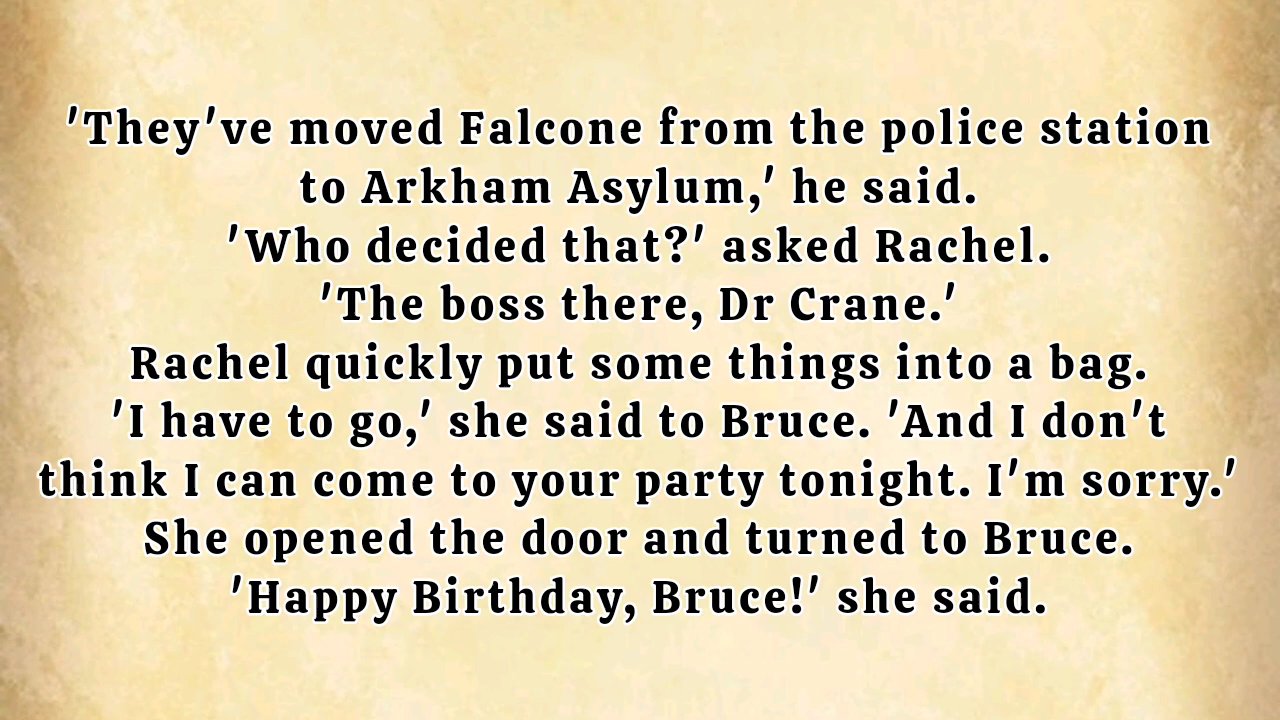 'They've moved Falcone from the police station
to Arkham Asylum,' he said.
'Who decided that?' asked Rachel.
'The boss there, Dr Crane.'
Rachel quickly put some things into a bag.
'I have to go,' she said to Bruce. 'And I don't
think I can come to your party tonight. I'm sorry.'
She opened the door and turned to Bruce.
'Happy Birthday, Bruce!' she said.